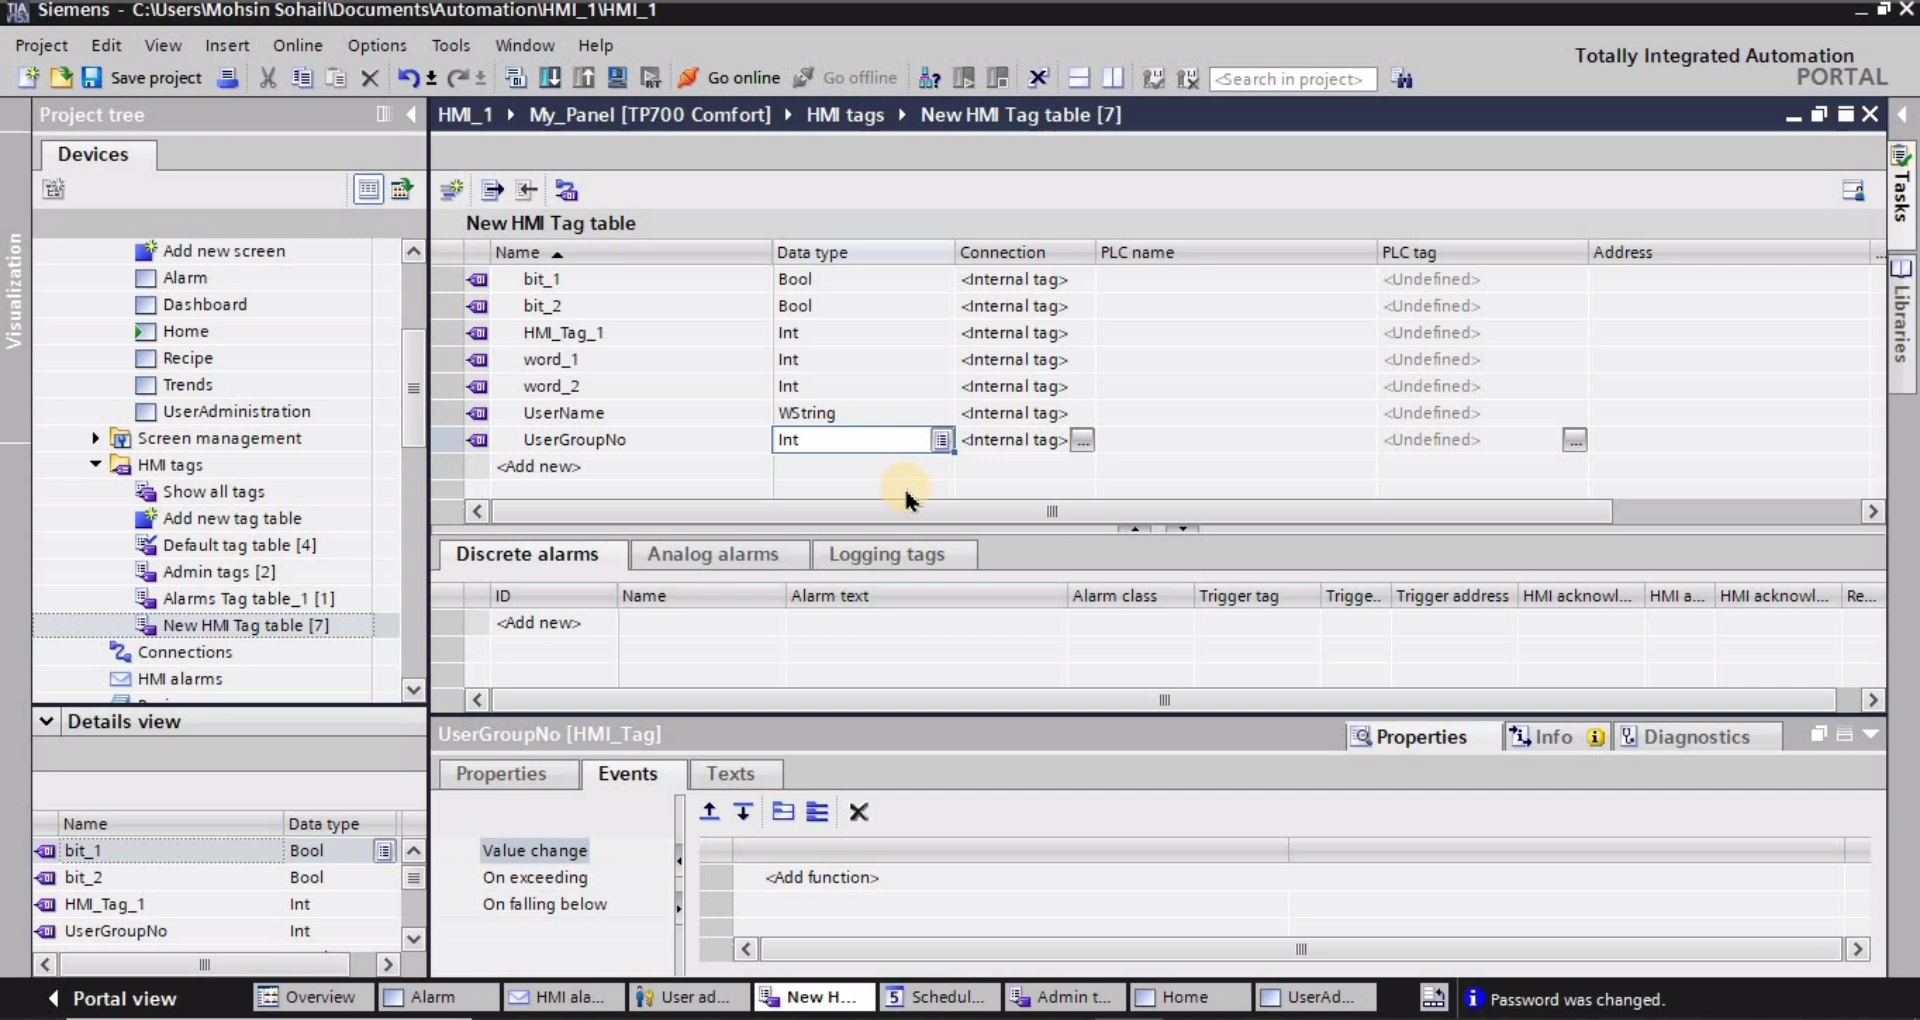 Siemens - C:\Users\Mohsin Sohail\Documents\Automation\HMI_1\HMI_1
Project Edit View Insert Online Options Tools Window Help
Totally Integrated Automation
PORTAL
Save project Go online Go offline <Search in project>
Project tree
HMI_1 My_Panel [TP700 Comfort] HMI tags New HMI Tag table [7]
Devices
Visualization
Tasks
Libraries
New HMI Tag table
Name Data type Connection PLC name PLC tag Address ...
bit_1 Bool <Internal tag> <Undefined>
bit_2 Bool <Internal tag> <Undefined>
HMI_Tag_1 Int <Internal tag> <Undefined>
word_1 Int <Internal tag> <Undefined>
word_2 Int <Internal tag> <Undefined>
UserName WString <Internal tag> <Undefined>
UserGroupNo Int <Internal tag> ... <Undefined> ...
<Add new>
Add new screen
Alarm
Dashboard
Home
Recipe
Trends
UserAdministration
Screen management
HMI tags
Show all tags
Add new tag table
Default tag table [4]
Admin tags [2]
Alarms Tag table_1 [1]
New HMI Tag table [7]
Connections
HMI alarms
Discrete alarms Analog alarms Logging tags
ID Name Alarm text Alarm class Trigger tag Trigge.. Trigger address HMI acknowl... HMI a... HMI acknowl... Re...
<Add new>
Details view
Name Data type
bit_1 Bool
bit_2 Bool
HMI_Tag_1 Int
UserGroupNo Int
UserGroupNo [HMI_Tag]
Properties Info Diagnostics
Properties Events Texts
Value change
On exceeding
On falling below
<Add function>
Portal view Overview Alarm HMI ala... User ad... New H... Schedul... Admin t... Home UserAd... Password was changed.